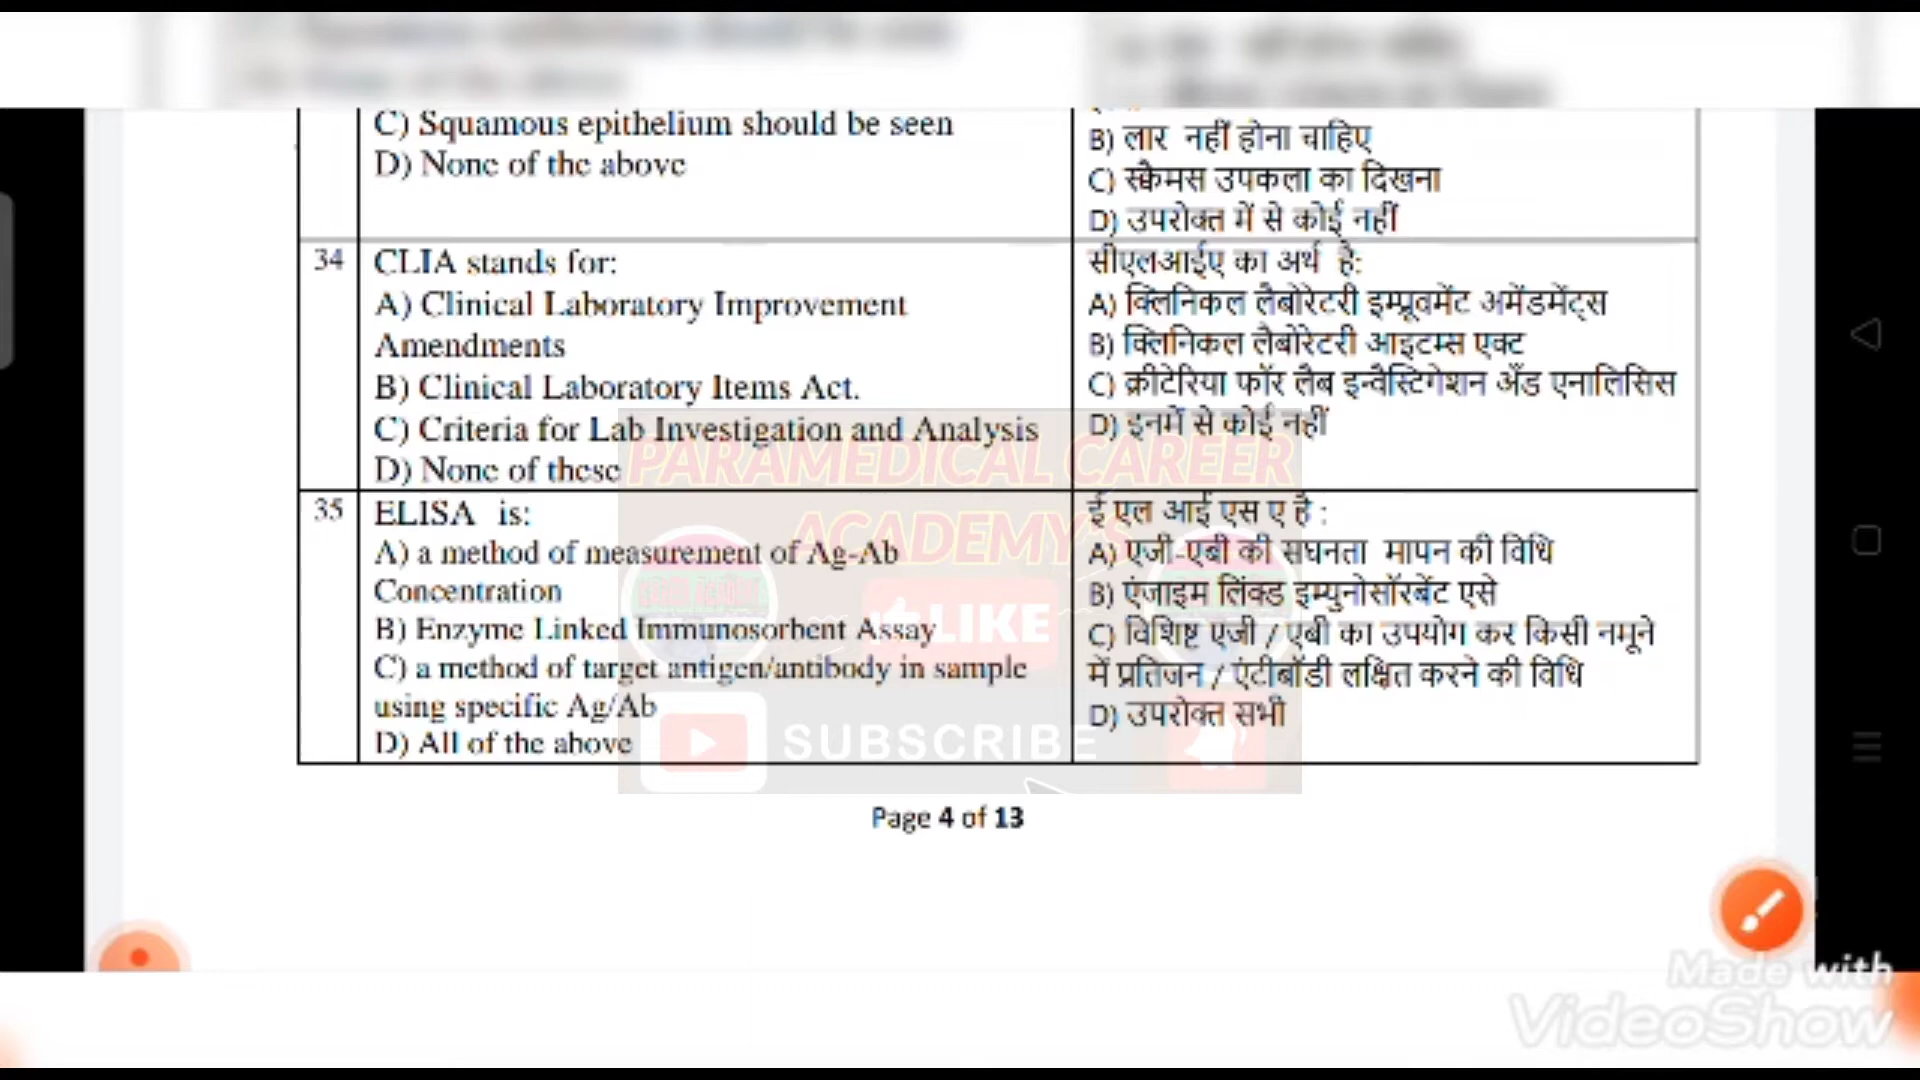 C) Squamous epithelium should be seen
D) None of the above
B) लार नहीं होना चाहिए
C) स्कैमस उपकला का दिखना
D) उपरोक्त में से कोई नहीं
34
CLIA stands for:
A) Clinical Laboratory Improvement
Amendments
B) Clinical Laboratory Items Act.
C) Criteria for Lab Investigation and Analysis
D) None of these
सीएलआईए का अर्थ है:
A) क्लिनिकल लैबोरेटरी इम्प्रूवमेंट अमेंडमेंट्स
B) क्लिनिकल लैबोरेटरी आइटम्स एक्ट
C) क्रीटेरिया फॉर लैब इन्वैस्टिगेशन अँड एनालिसिस
D) इनमें से कोई नहीं
35
ELISA is:
A) a method of measurement of Ag-Ab
Concentration
B) Enzyme Linked Immunosorbent Assay
C) a method of target antigen/antibody in sample
using specific Ag/Ab
D) All of the above
ई एल आई एस ए है :
A) एजी-एबी की सघनता मापन की विधि
B) एंजाइम लिंक्ड इम्युनोसॉरबेंट एसे
C) विशिष्ट एजी / एबी का उपयोग कर किसी नमूने
में प्रतिजन / एंटीबॉडी लक्षित करने की विधि
D) उपरोक्त सभी
PARAMEDICAL CAREER
ACADEMY'S
LIKE
SUBSCRIBE
Page 4 of 13
Made with
VideoShow